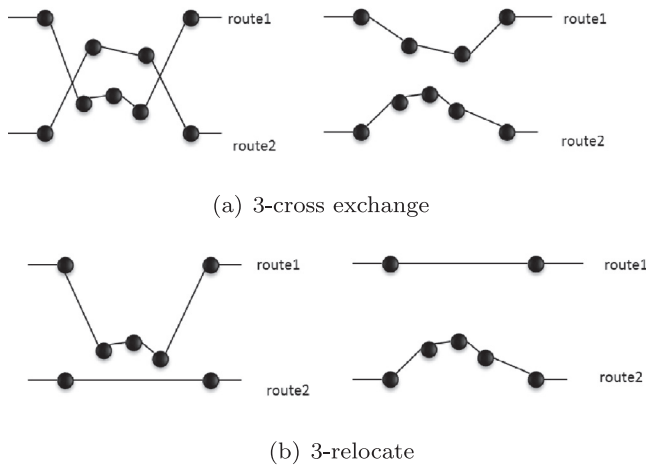 route1
route1
route2
route2
(a) 3-cross exchange
route1
route1
route2
route2
(b) 3-relocate